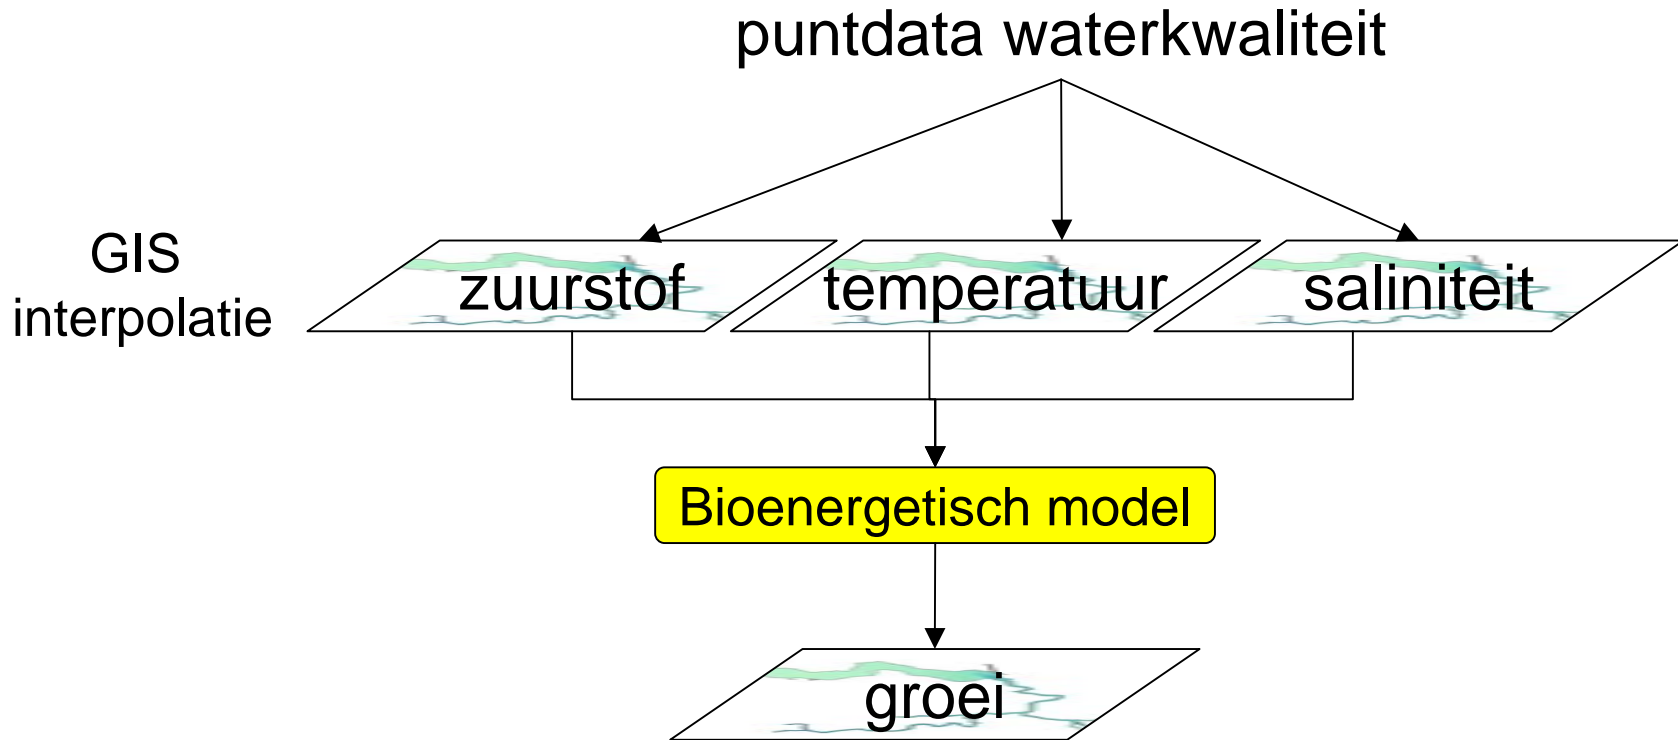 puntdata waterkwaliteit
GIS
interpolatie
zuurstof
temperatuur
saliniteit
Bioenergetisch model
groei